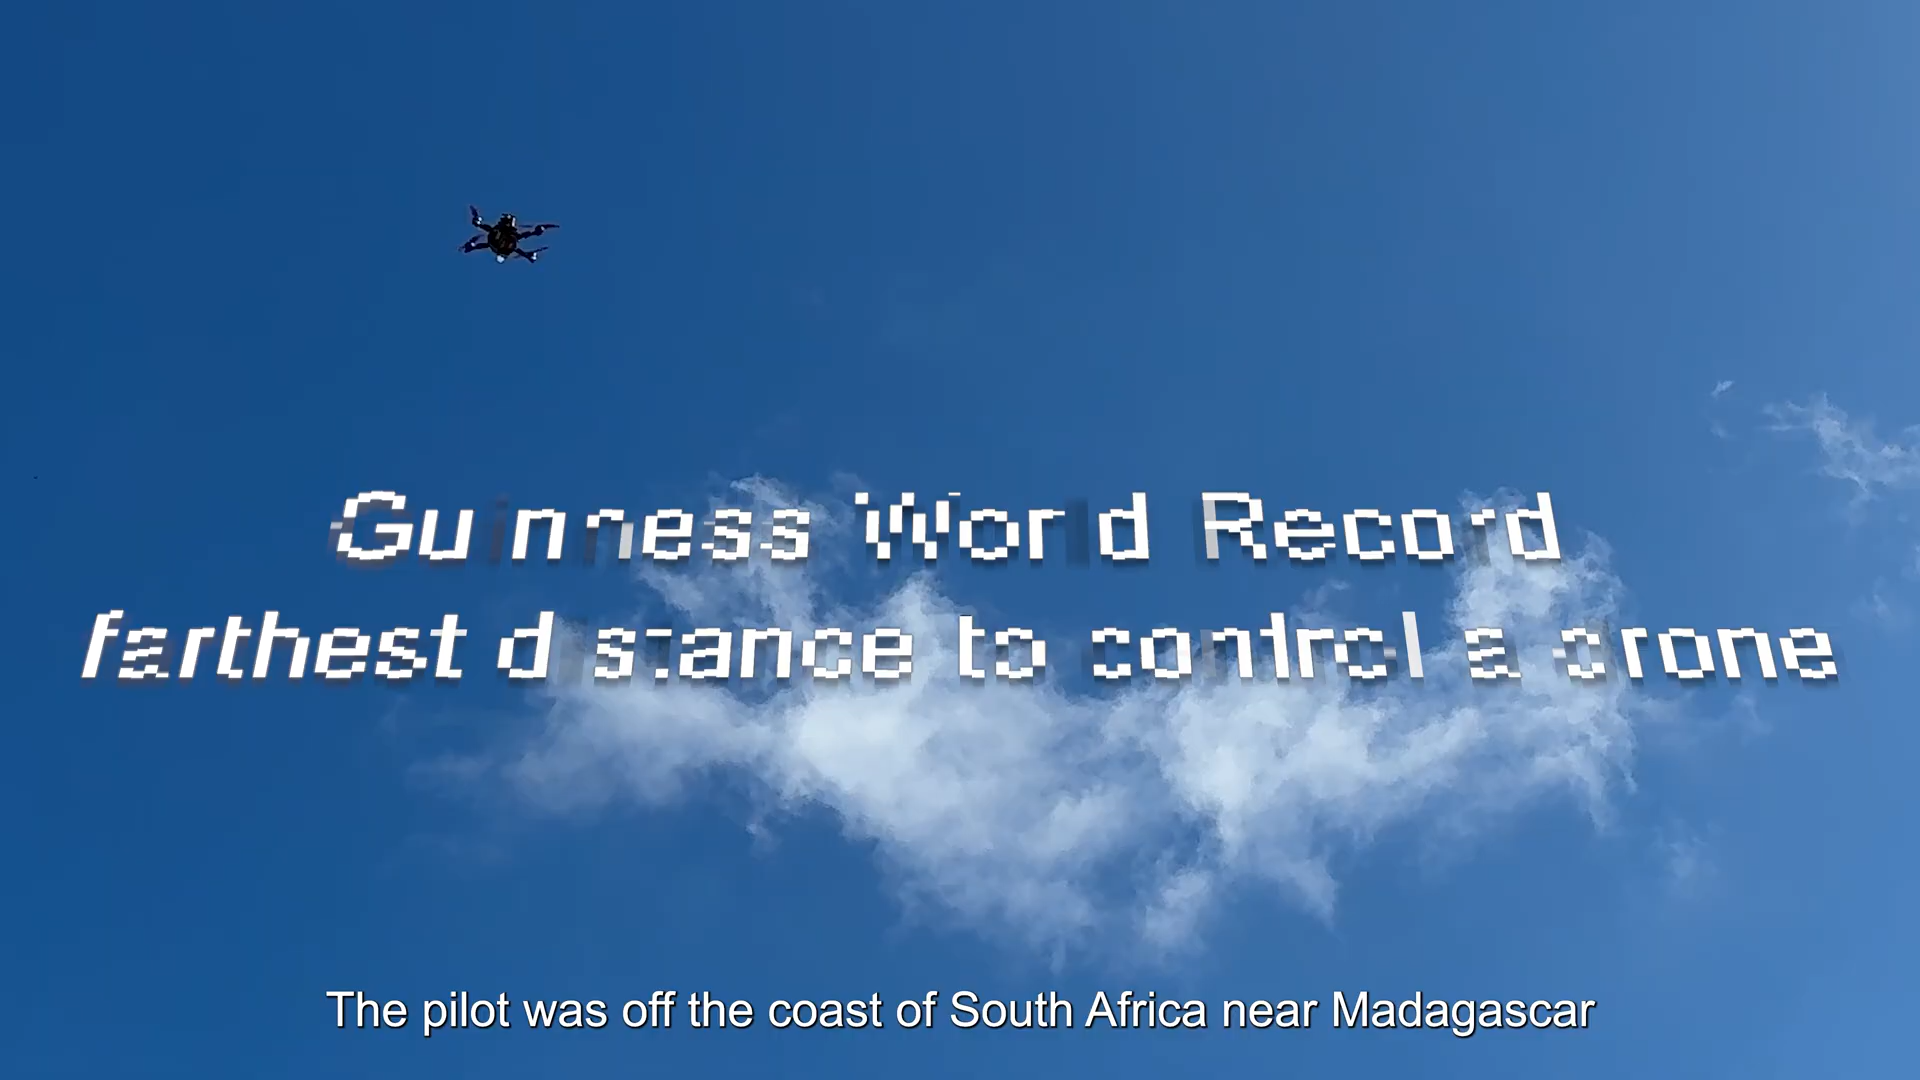 Guinness World Record
farthest distance to control a drone
The pilot was off the coast of South Africa near Madagascar